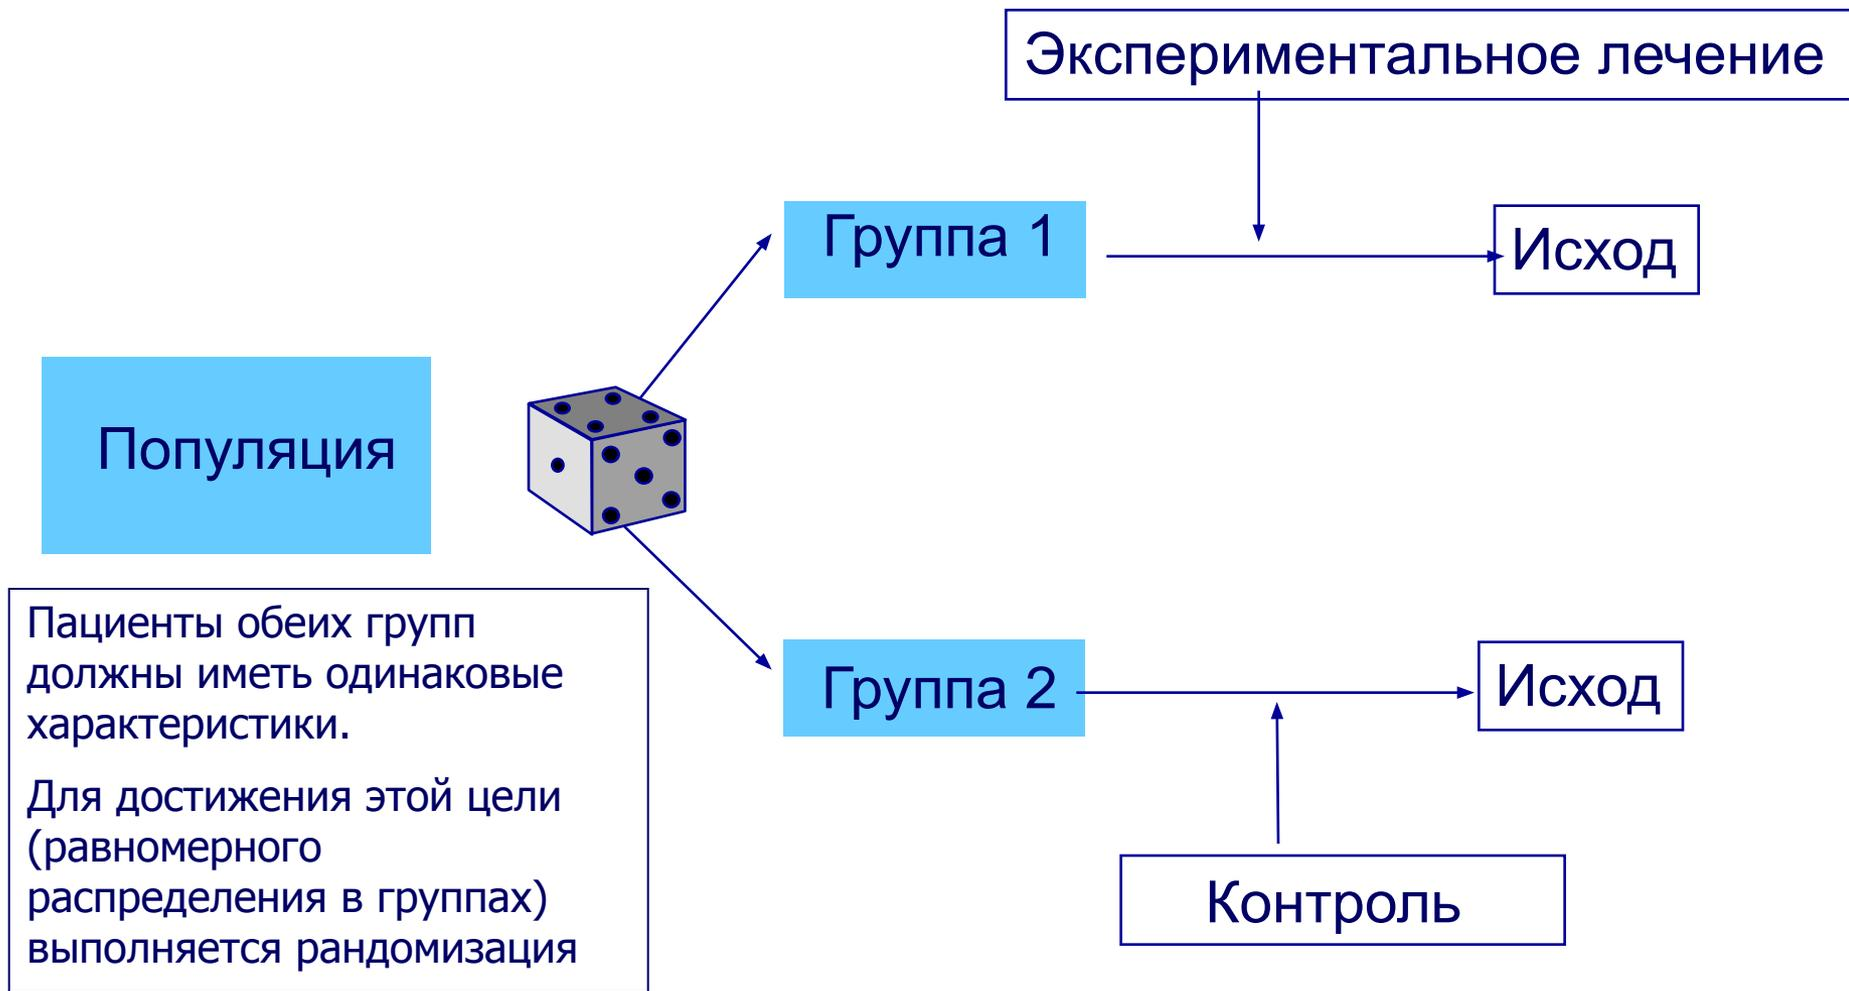 Экспериментальное лечение
Группа 1
Исход
Популяция
Пациенты обеих групп
должны иметь одинаковые
характеристики.
Для достижения этой цели
(равномерного
распределения в группах)
выполняется рандомизация
Группа 2
Исход
Контроль